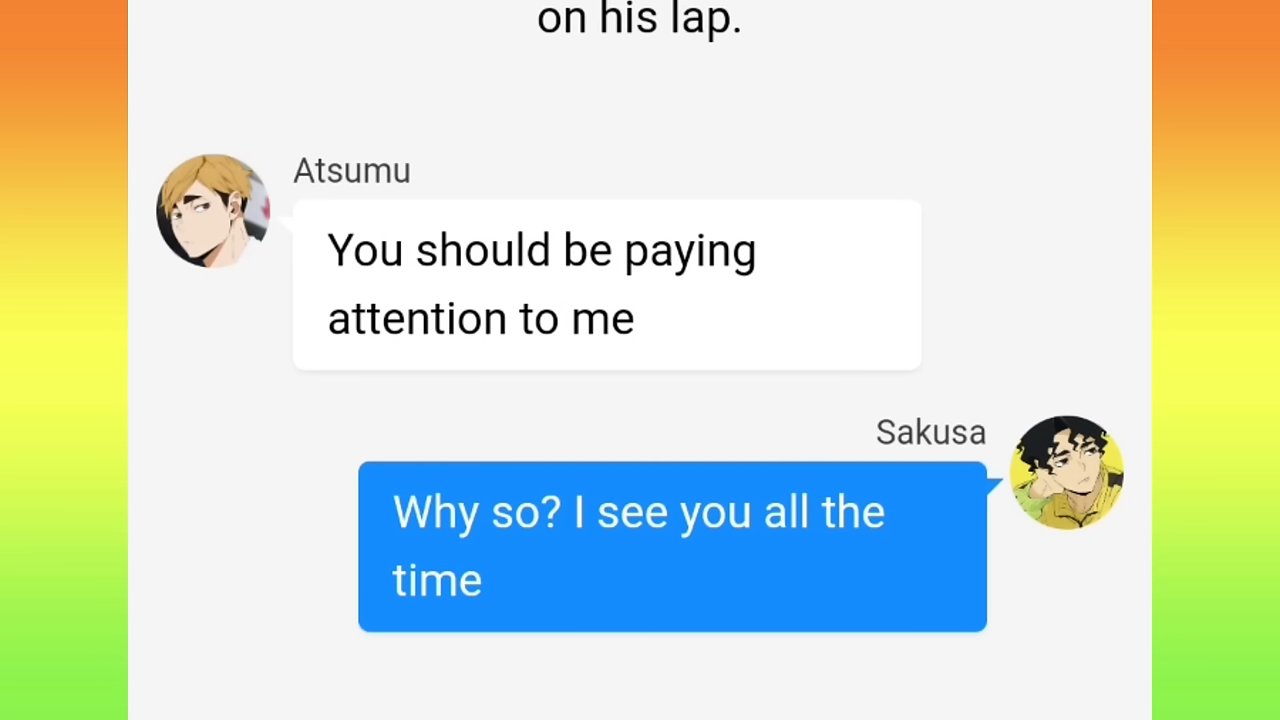 on his lap.
Atsumu
You should be paying
attention to me
Sakusa
Why so? I see you all the
time